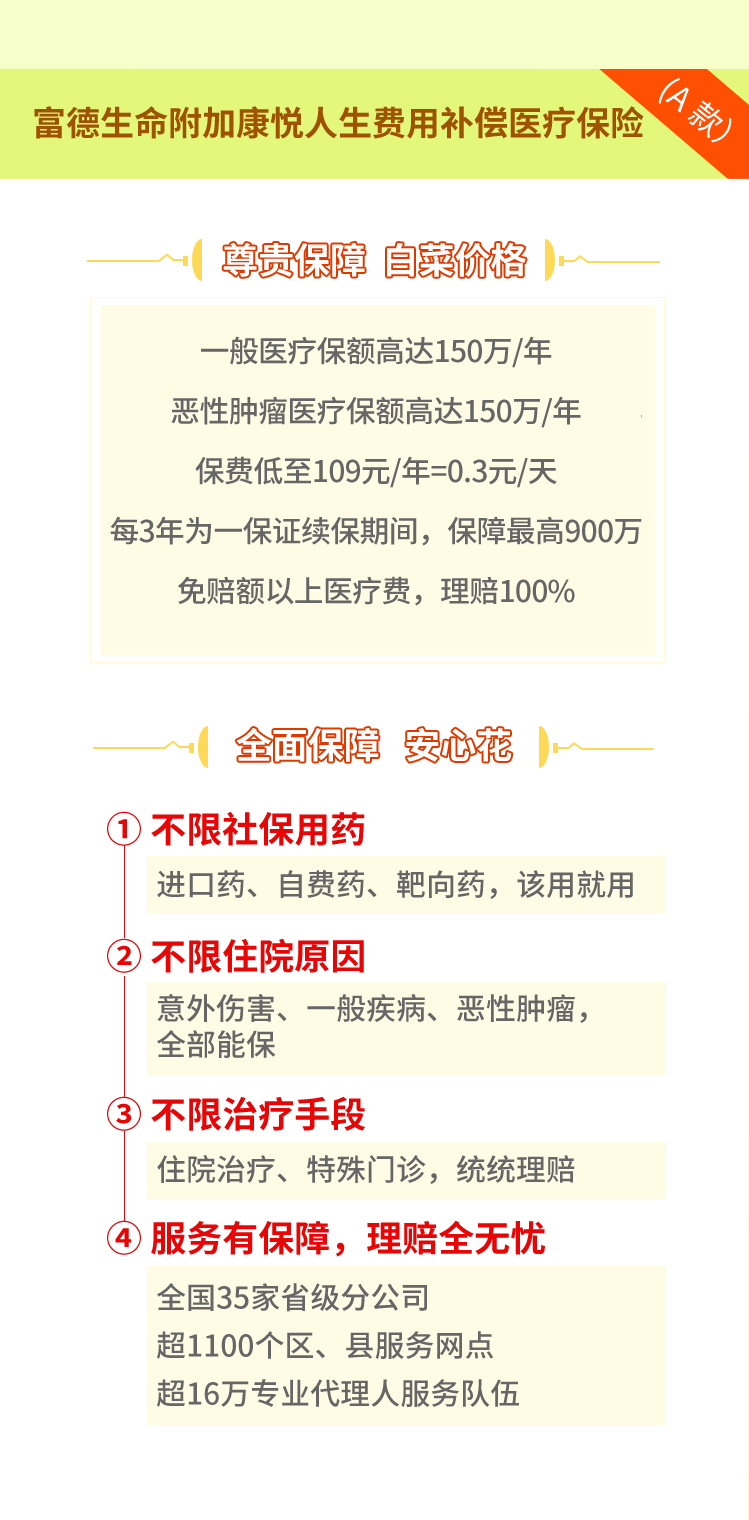 富德生命附加康悦人生费用补偿医疗保险
(A 款)
尊贵保障 白菜价格
一般医疗保额高达150万/年
恶性肿瘤医疗保额高达150万/年
保费低至109元/年=0.3元/天
每3年为一保证续保期间，保障最高900万
免赔额以上医疗费，理赔100%
全面保障 安心花
① 不限社保用药
进口药、自费药、靶向药，该用就用
② 不限住院原因
意外伤害、一般疾病、恶性肿瘤，
全部能保
③ 不限治疗手段
住院治疗、特殊门诊，统统理赔
④ 服务有保障，理赔全无忧
全国35家省级分公司
超1100个区、县服务网点
超16万专业代理人服务队伍